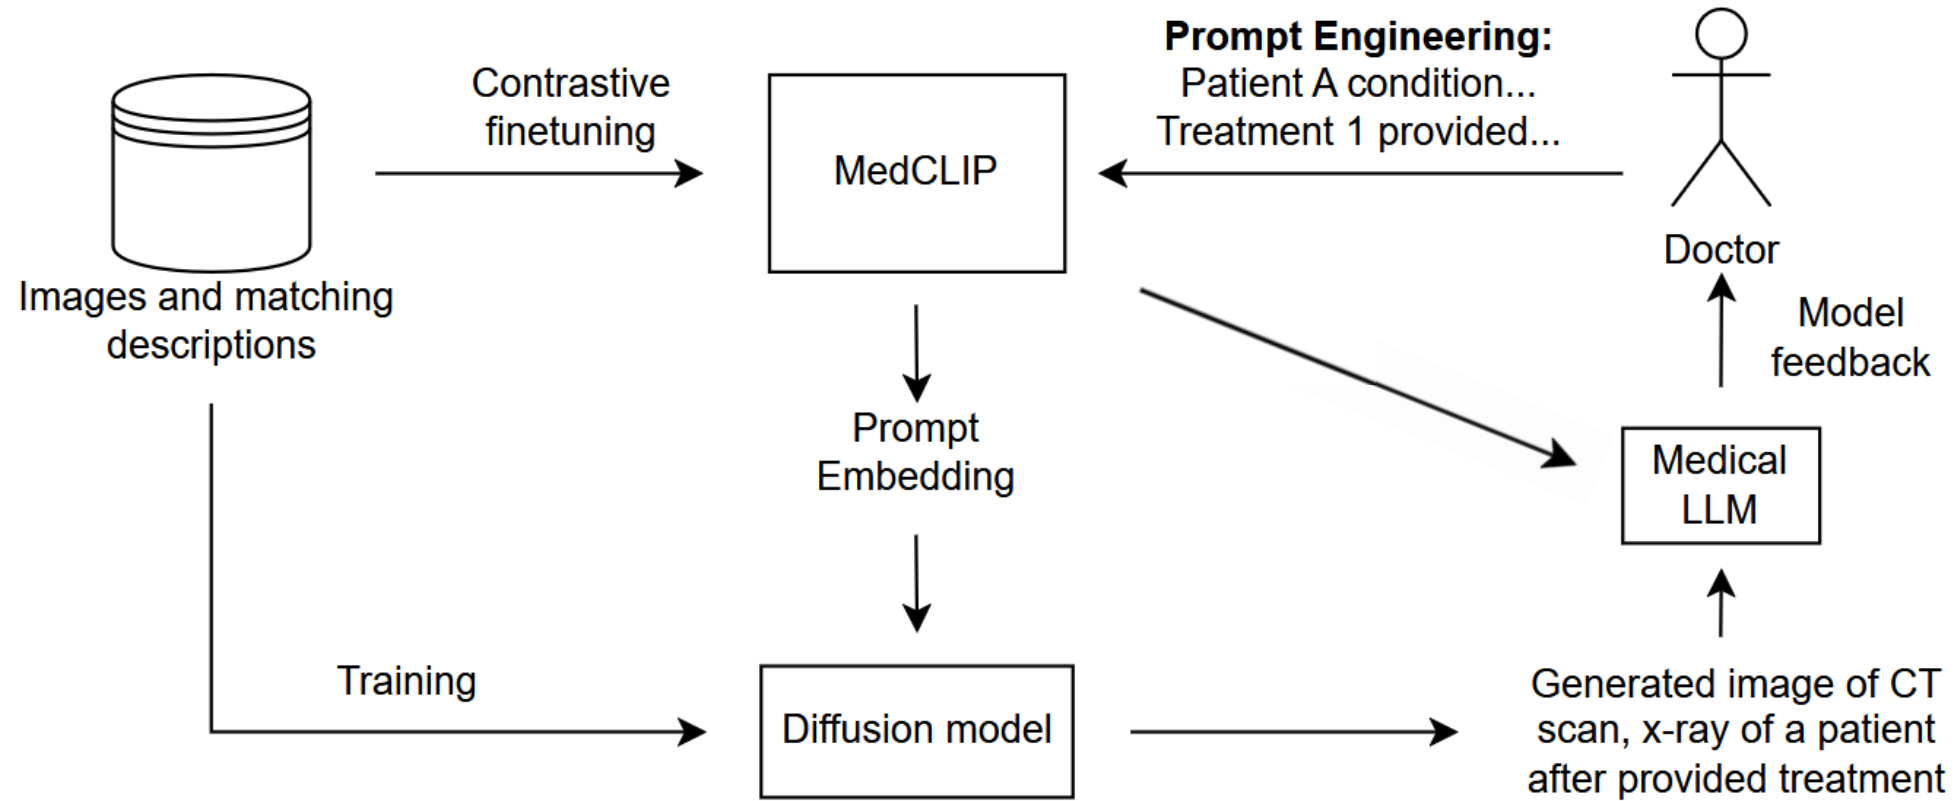 Prompt Engineering:
Patient A condition...
Treatment 1 provided...
Contrastive
finetuning
MedCLIP
Doctor
Images and matching
descriptions
Model
feedback
Prompt
Embedding
Medical
LLM
Training
Diffusion model
Generated image of CT
scan, x-ray of a patient
after provided treatment